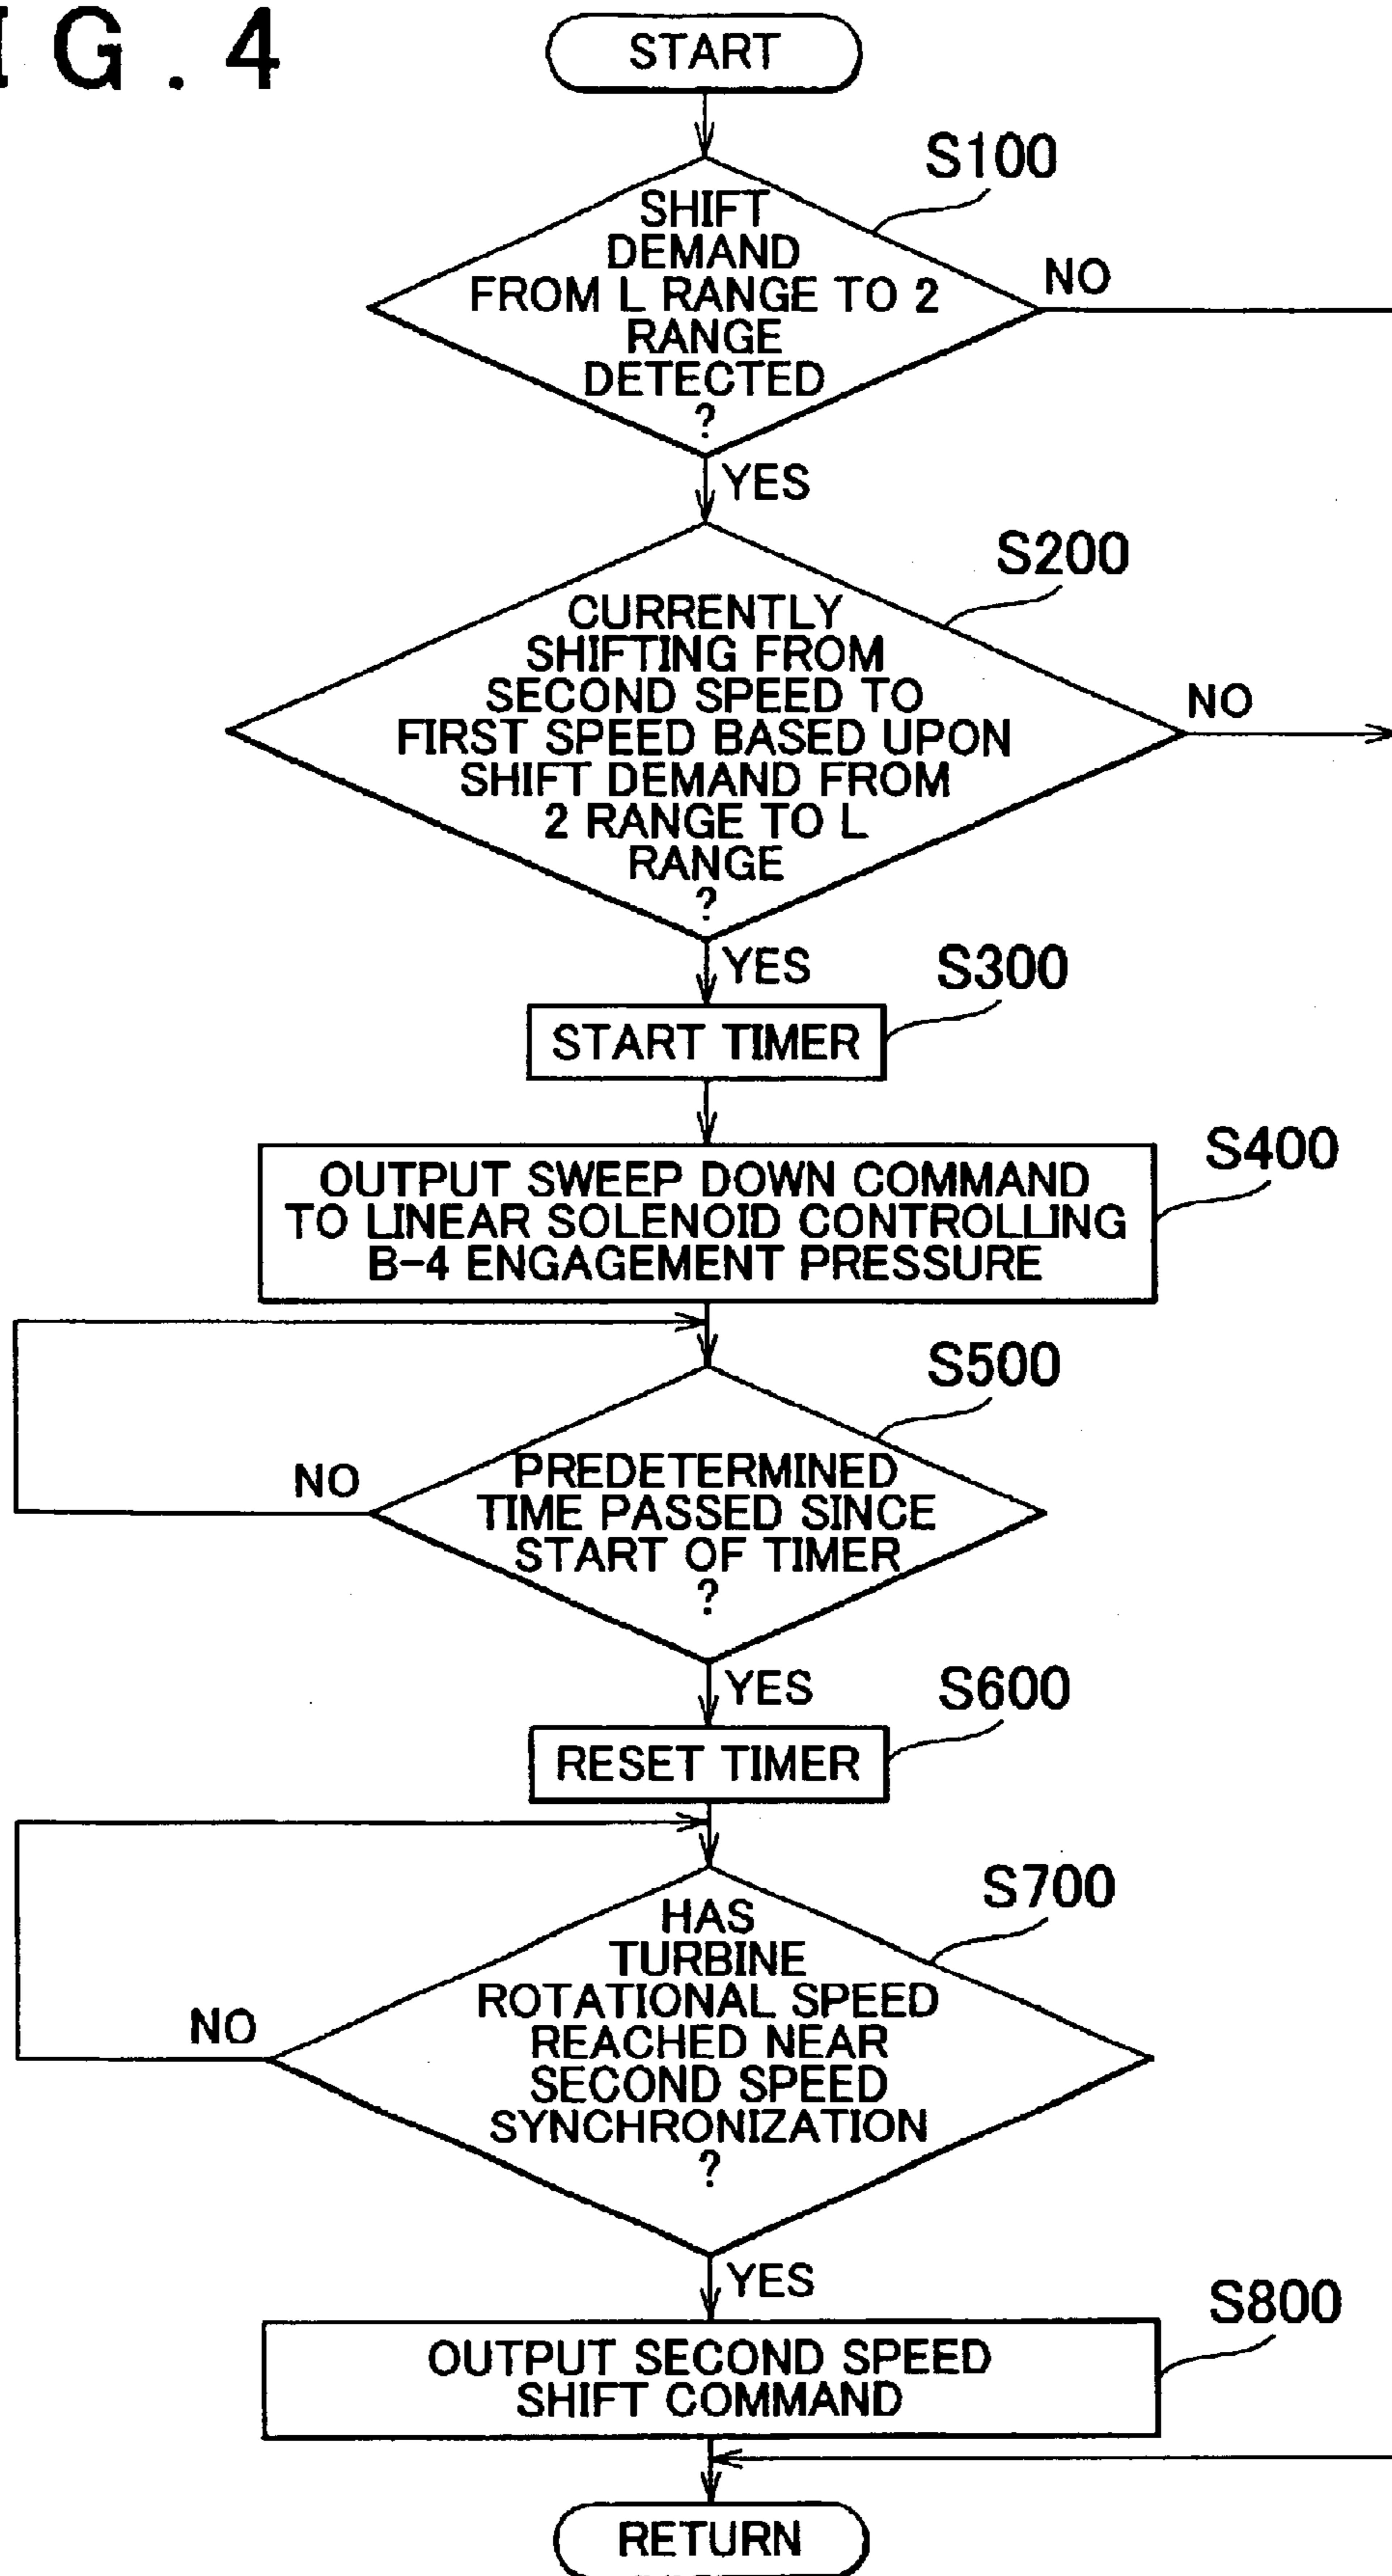 IG.4
START
S100
SHIFT
DEMAND
FROM L RANGE TO 2
RANGE
DETECTED
?
NO
YES
S200
CURRENTLY
SHIFTING FROM
SECOND SPEED TO
FIRST SPEED BASED UPON
SHIFT DEMAND FROM
2 RANGE TO L
RANGE
?
NO
YES
S300
START TIMER
S400
OUTPUT SWEEP DOWN COMMAND
TO LINEAR SOLENOID CONTROLLING
B-4 ENGAGEMENT PRESSURE
S500
NO
PREDETERMINED
TIME PASSED SINCE
START OF TIMER
?
YES
S600
RESET TIMER
S700
HAS
TURBINE
ROTATIONAL SPEED
REACHED NEAR
SECOND SPEED
SYNCHRONIZATION
?
NO
YES
S800
OUTPUT SECOND SPEED
SHIFT COMMAND
RETURN